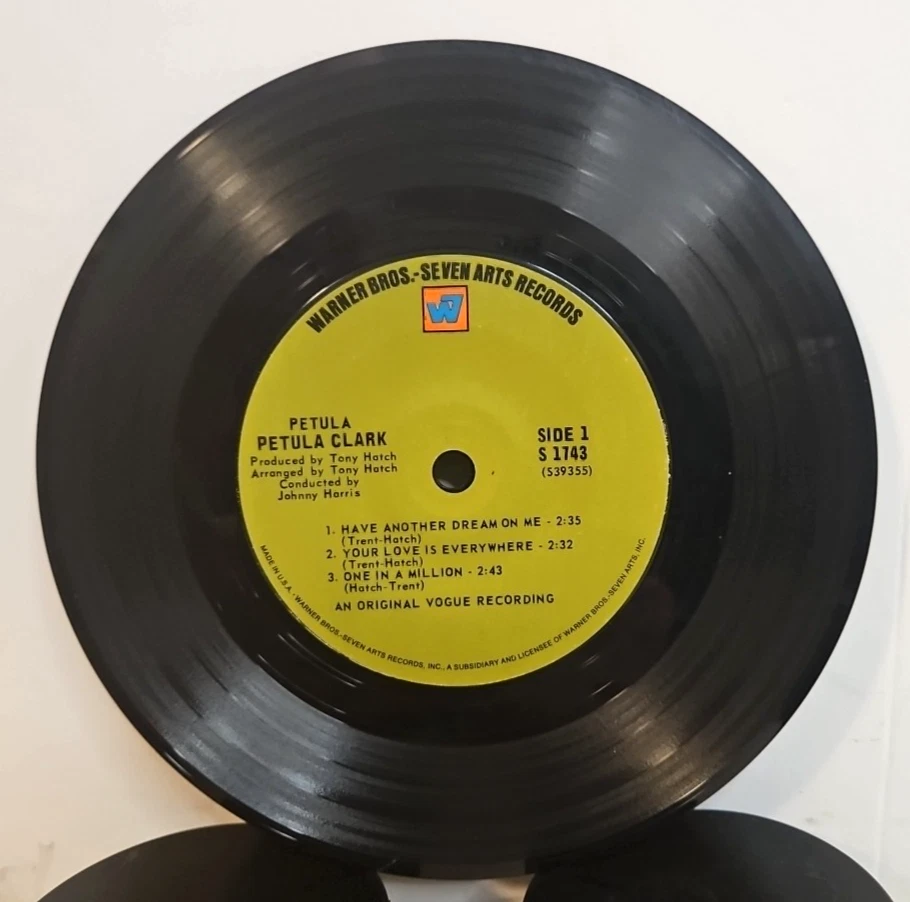 WARNER BROS.-SEVEN ARTS RECORDS
W7
PETULA
PETULA CLARK
Produced by Tony Hatch
Arranged by Tony Hatch
Conducted by
Johnny Harris
SIDE 1
S 1743
(S39355)
1. HAVE ANOTHER DREAM ON ME - 2:35
(Trent-Hatch)
2. YOUR LOVE IS EVERYWHERE - 2:32
(Trent-Hatch)
3. ONE IN A MILLION - 2:43
(Hatch-Trent)
AN ORIGINAL VOGUE RECORDING
MADE IN U.S.A. · WARNER BROS.-SEVEN ARTS RECORDS, INC., A SUBSIDIARY AND LICENSEE OF WARNER BROS.-SEVEN ARTS, INC.